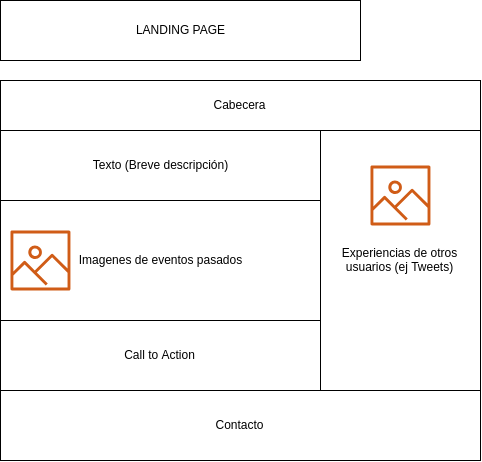 LANDING PAGE
Cabecera
Texto (Breve descripción)
Imagenes de eventos pasados
Experiencias de otros
usuarios (ej Tweets)
Call to Action
Contacto